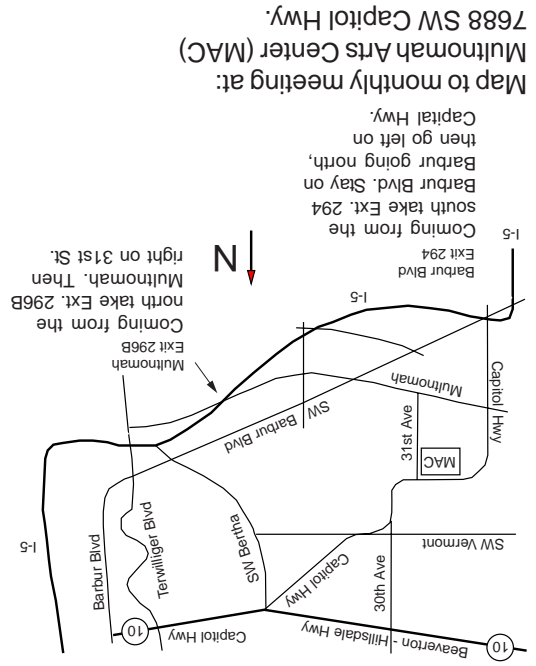 10
Beaverton - Hillsdale Hwy
Capitol Hwy
10
30th Ave
Capitol Hwy
SW Bertha
Terwilliger Blvd
Barbur Blvd
SW Vermont
I-5
MAC
31st Ave
Capitol Hwy
Multnomah
SW Barbur Blvd
I-5
I-5
Barbur Blvd
Exit 294
Coming from the
south take Ext. 294
Barbur Blvd. Stay on
Barbur going north,
then go left on
Capital Hwy.
N
Multnomah
Exit 296B
Coming from the
north take Ext. 296B
Multnomah. Then
right on 31st St.
Map to monthly meeting at:
Multnomah Arts Center (MAC)
7688 SW Capitol Hwy.